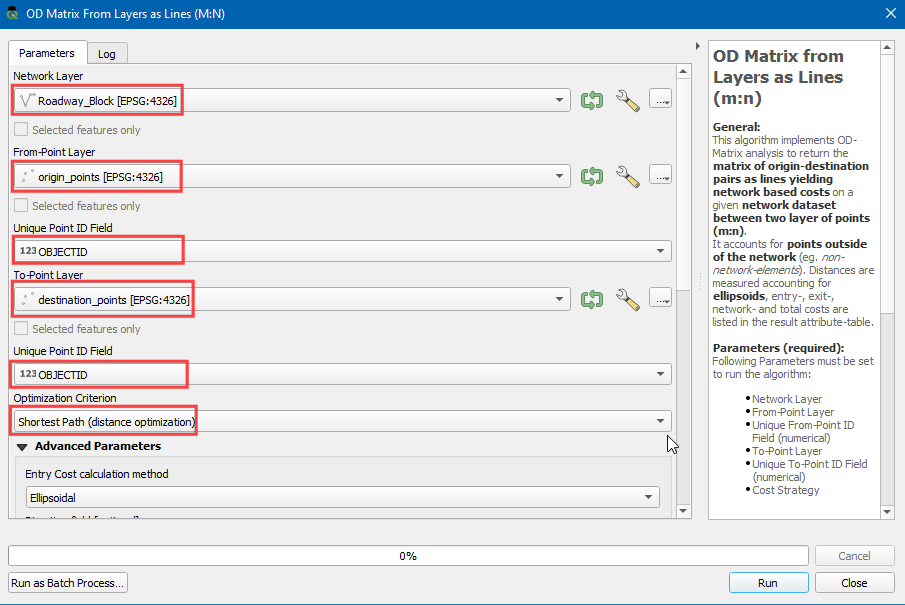 OD Matrix From Layers as Lines (M:N)
Parameters
Log
Network Layer
Roadway_Block [EPSG:4326]
...
Selected features only
From-Point Layer
origin_points [EPSG:4326]
...
Selected features only
Unique Point ID Field
123 OBJECTID
To-Point Layer
destination_points [EPSG:4326]
...
Selected features only
Unique Point ID Field
123 OBJECTID
Optimization Criterion
Shortest Path (distance optimization)
Advanced Parameters
Entry Cost calculation method
Ellipsoidal
OD Matrix from
Layers as Lines
(m:n)
General:
This algorithm implements OD-
Matrix analysis to return the
matrix of origin-destination
pairs as lines yielding
network based costs on a
given network dataset
between two layer of points
(m:n).
It accounts for points outside
of the network (eg. non-
network-elements). Distances are
measured accounting for
ellipsoids, entry-, exit-,
network- and total costs are
listed in the result attribute-table.
Parameters (required):
Following Parameters must be set
to run the algorithm:
• Network Layer
• From-Point Layer
• Unique From-Point ID
Field (numerical)
• To-Point Layer
• Unique To-Point ID Field
(numerical)
• Cost Strategy
0%
Cancel
Run as Batch Process...
Run
Close